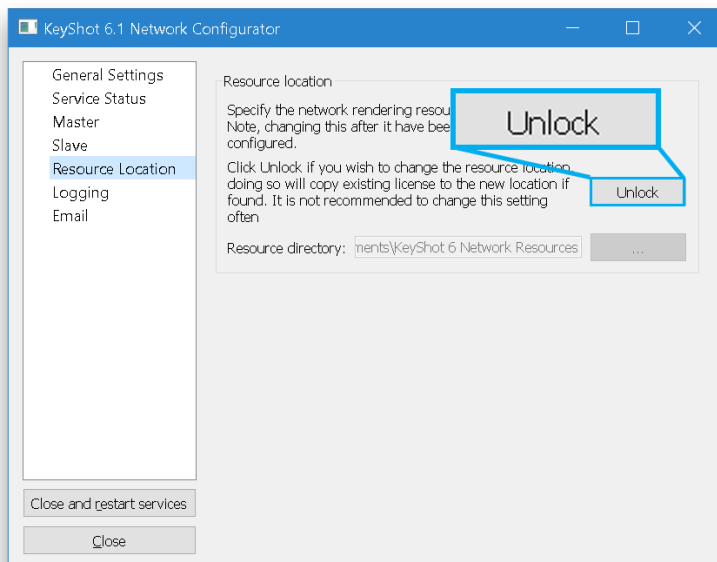 KeyShot 6.1 Network Configurator
General Settings
Service Status
Master
Slave
Resource Location
Logging
Email
Close and restart services
Close
Resource location
Specify the network rendering resou
Note, changing this after it have bee
configured.
Unlock
Click Unlock if you wish to change the resource location,
doing so will copy existing license to the new location if
found. It is not recommended to change this setting
often
Unlock
Resource directory: ments\KeyShot 6 Network Resources ...